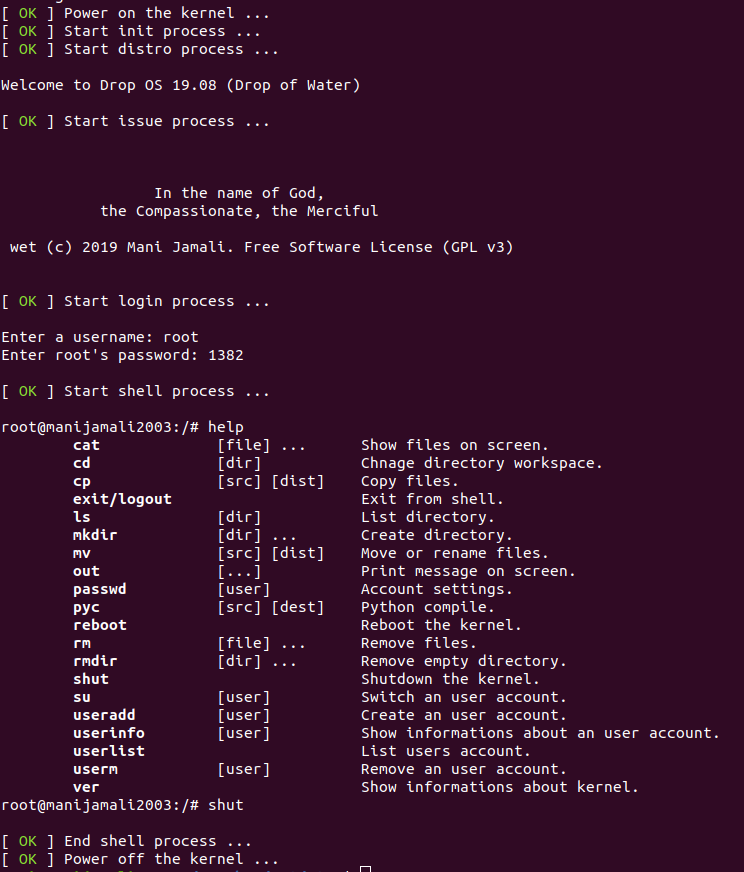 [ OK ] Power on the kernel ...
[ OK ] Start init process ...
[ OK ] Start distro process ...
Welcome to Drop OS 19.08 (Drop of Water)
[ OK ] Start issue process ...
In the name of God,
the Compassionate, the Merciful
wet (c) 2019 Mani Jamali. Free Software License (GPL v3)
[ OK ] Start login process ...
Enter a username: root
Enter root's password: 1382
[ OK ] Start shell process ...
root@manijamali2003:/# help
cat [file] ... Show files on screen.
cd [dir] Chnage directory workspace.
cp [src] [dist] Copy files.
exit/logout Exit from shell.
ls [dir] List directory.
mkdir [dir] ... Create directory.
mv [src] [dist] Move or rename files.
out [...] Print message on screen.
passwd [user] Account settings.
pyc [src] [dest] Python compile.
reboot Reboot the kernel.
rm [file] ... Remove files.
rmdir [dir] ... Remove empty directory.
shut Shutdown the kernel.
su [user] Switch an user account.
useradd [user] Create an user account.
userinfo [user] Show informations about an user account.
userlist List users account.
userm [user] Remove an user account.
ver Show informations about kernel.
root@manijamali2003:/# shut
[ OK ] End shell process ...
[ OK ] Power off the kernel ...